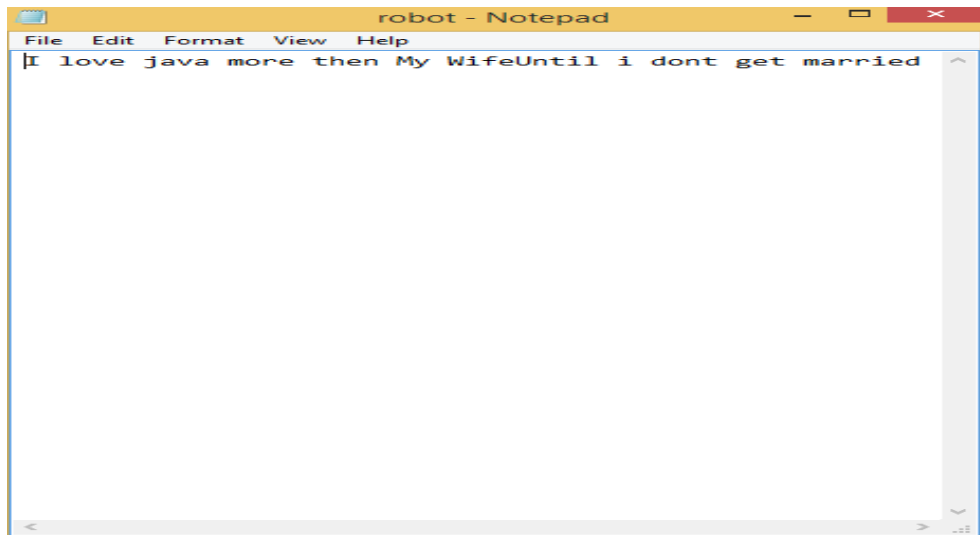 robot - Notepad
File Edit Format View Help
I love java more then My WifeUntil i dont get married